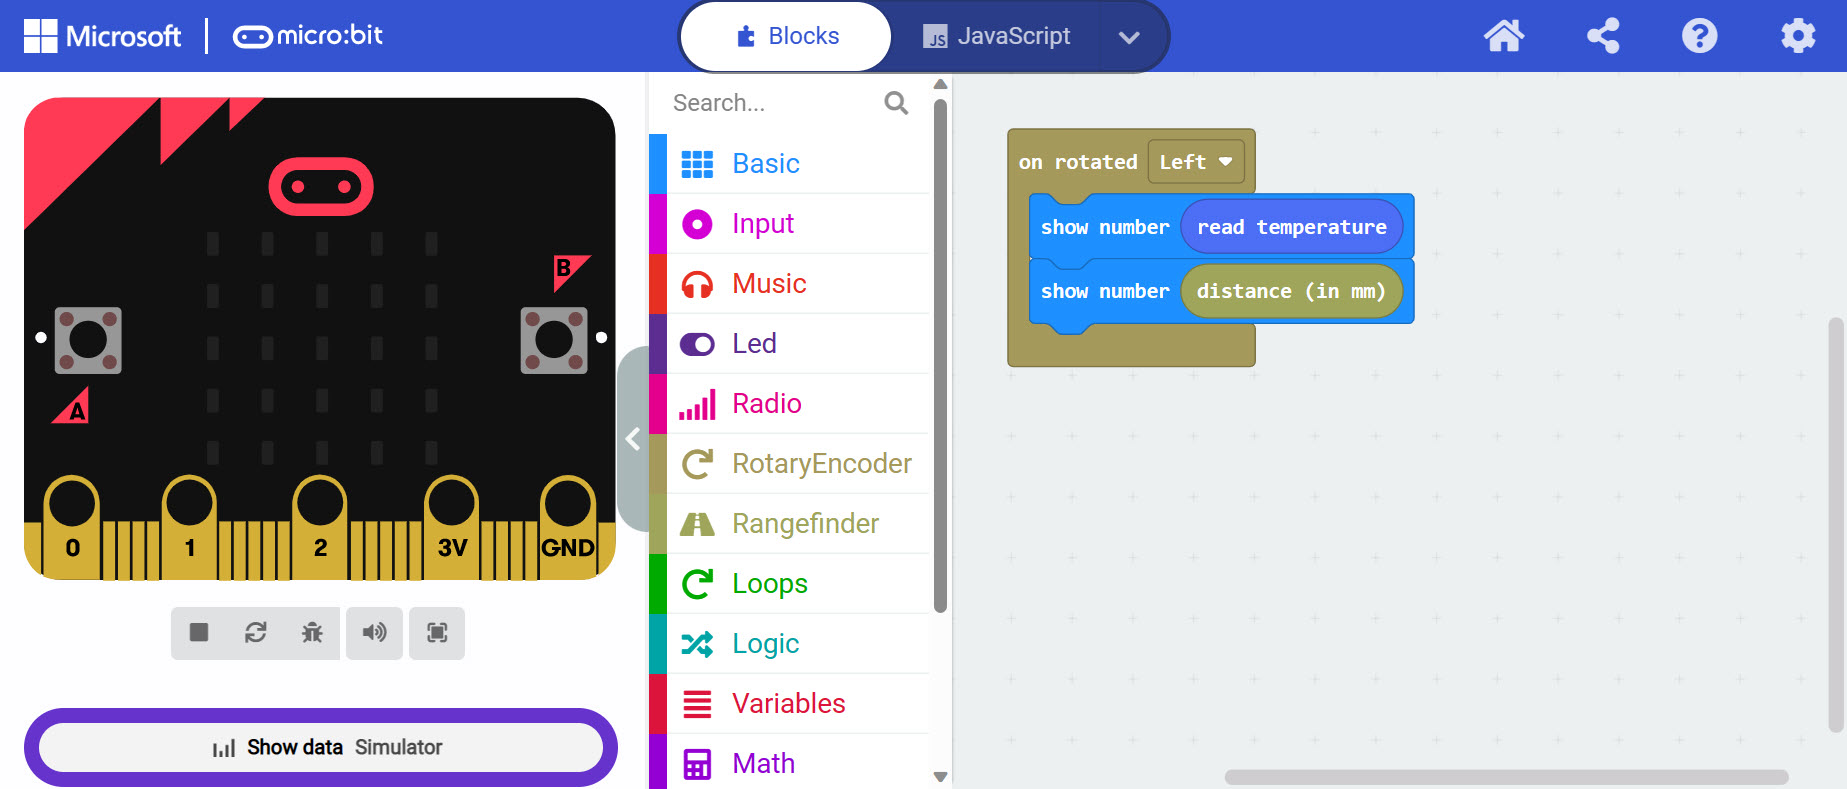 Microsoft
micro:bit
Blocks
JS JavaScript
B
A
0 1 2 3V GND
Show data Simulator
Search...
Basic
Input
Music
Led
Radio
RotaryEncoder
Rangefinder
Loops
Logic
Variables
Math
on rotated Left
show number read temperature
show number distance (in mm)